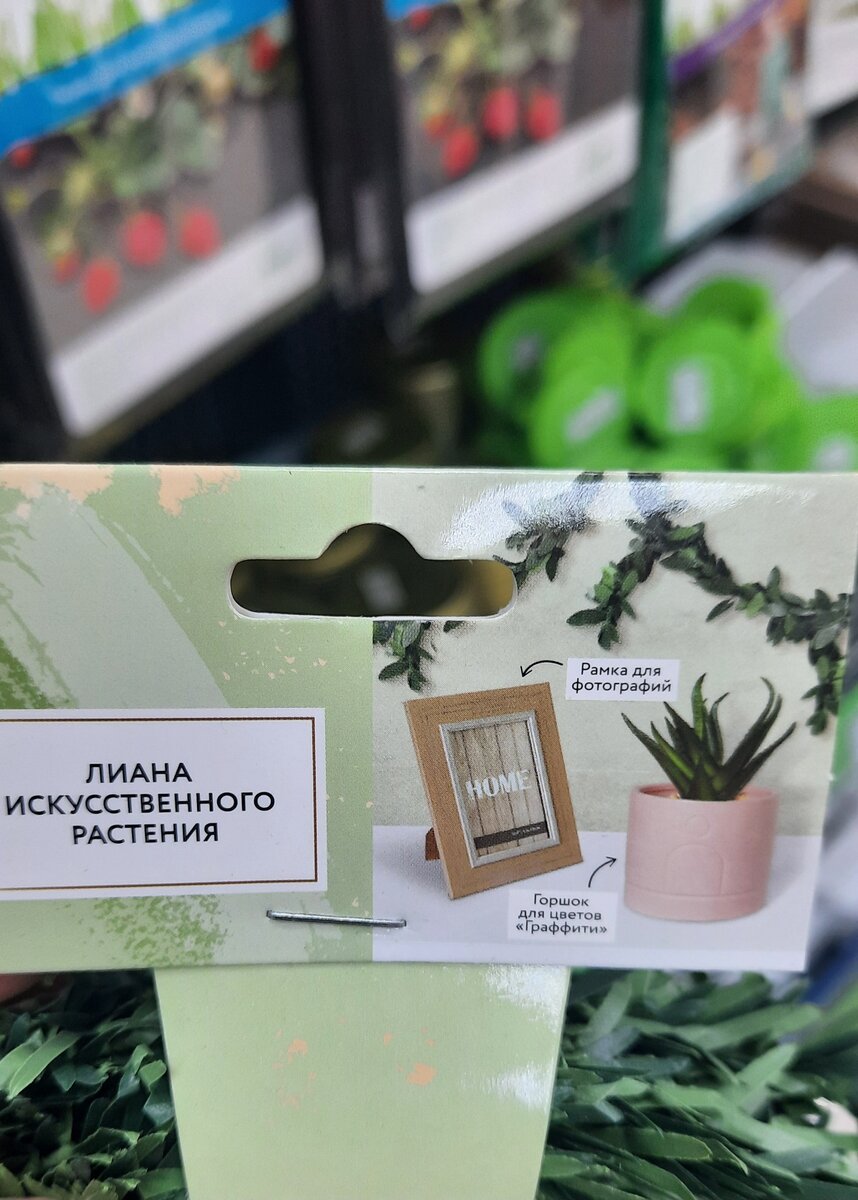 ЛИАНА
ИСКУССТВЕННОГО
РАСТЕНИЯ
Рамка для
фотографий
HOME
Горшок
для цветов
«Граффити»